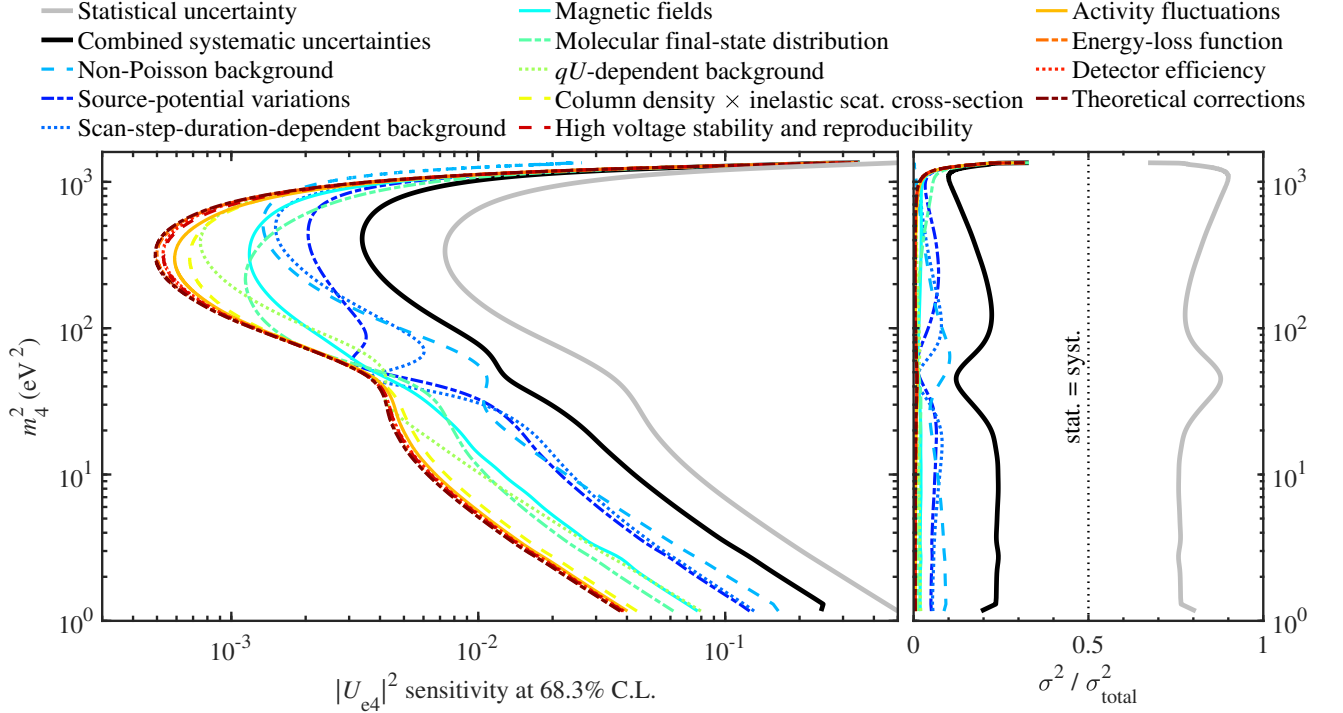 Statistical uncertainty
Combined systematic uncertainties
Non-Poisson background
Source-potential variations
Scan-step-duration-dependent background
Magnetic fields
Molecular final-state distribution
qU-dependent background
Column density × inelastic scat. cross-section
High voltage stability and reproducibility
Activity fluctuations
Energy-loss function
Detector efficiency
Theoretical corrections
10³
10²
10¹
10⁰
m₄² (eV²)
10⁻³
10⁻²
10⁻¹
|Uₑ₄|² sensitivity at 68.3% C.L.
stat. = syst.
10³
10²
10¹
10⁰
0
0.5
1
σ² / σ²_total